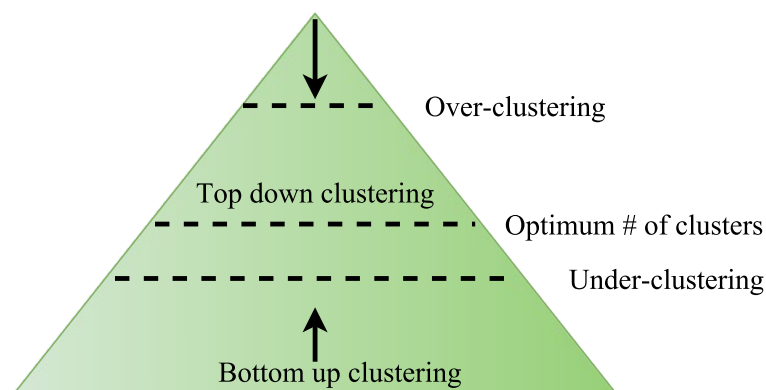 Over-clustering
Top down clustering
Optimum # of clusters
Under-clustering
Bottom up clustering